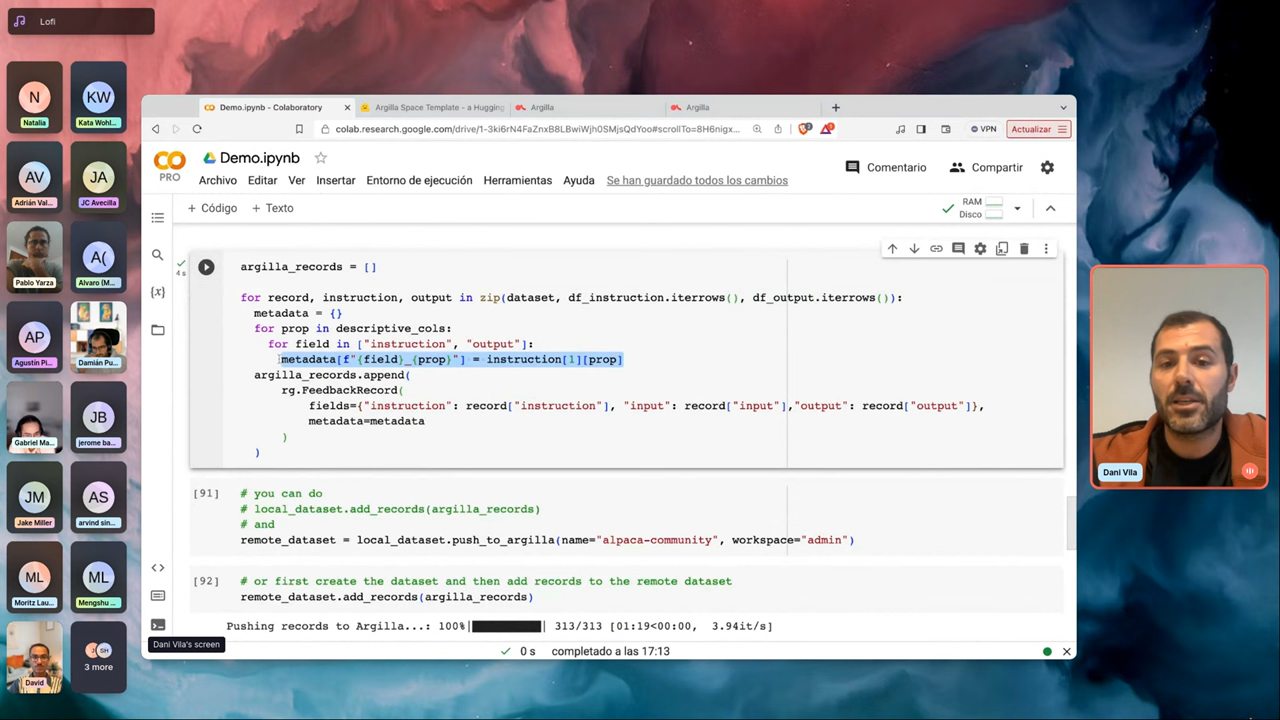 Lofi
N
Natalia
KW
Kata Wohl...
AV
Adrián Val...
JA
JC Avecilla
Pablo Yarza
A(
Alvaro (M...
AP
Agustín Pi...
Damián Pu...
Gabriel Ma...
JB
jerome ba...
JM
Jake Miller
AS
arvind sin...
ML
Moritz Lau...
ML
Mengshu ...
David
SH
3 more
Demo.ipynb - Colaboratory
Argilla Space Template - a Hugging
Argilla
Argilla
colab.research.google.com/drive/1-3ki6rN4FaZnxB8LBwiWjh0SMjsQdYoo#scrollTo=8H6nigx...
VPN
Actualizar
CO
PRO
Demo.ipynb
Comentario
Compartir
Archivo Editar Ver Insertar Entorno de ejecución Herramientas Ayuda Se han guardado todos los cambios
+ Código + Texto
RAM
Disco
4 s
argilla_records = []
for record, instruction, output in zip(dataset, df_instruction.iterrows(), df_output.iterrows()):
metadata = {}
for prop in descriptive_cols:
for field in ["instruction", "output"]:
metadata[f"{field}_{prop}"] = instruction[1][prop]
argilla_records.append(
rg.FeedbackRecord(
fields={"instruction": record["instruction"], "input": record["input"],"output": record["output"]},
metadata=metadata
)
)
[91] # you can do
# local_dataset.add_records(argilla_records)
# and
remote_dataset = local_dataset.push_to_argilla(name="alpaca-community", workspace="admin")
[92] # or first create the dataset and then add records to the remote dataset
remote_dataset.add_records(argilla_records)
Pushing records to Argilla...: 100%| | 313/313 [01:19<00:00, 3.94it/s]
Dani Vila's screen
0 s completado a las 17:13
Dani Vila